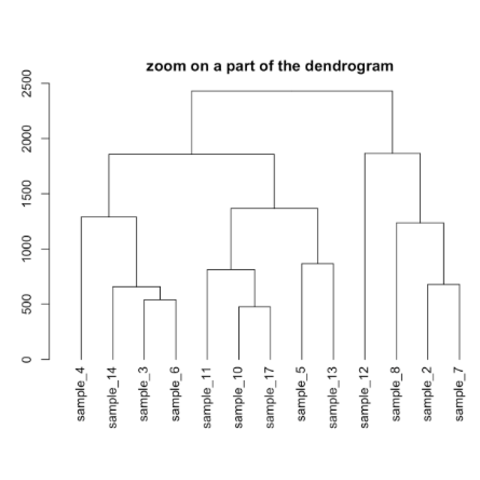 zoom on a part of the dendrogram
2500
2000
1500
1000
500
0
sample_4
sample_14
sample_3
sample_6
sample_11
sample_10
sample_17
sample_5
sample_13
sample_12
sample_8
sample_2
sample_7